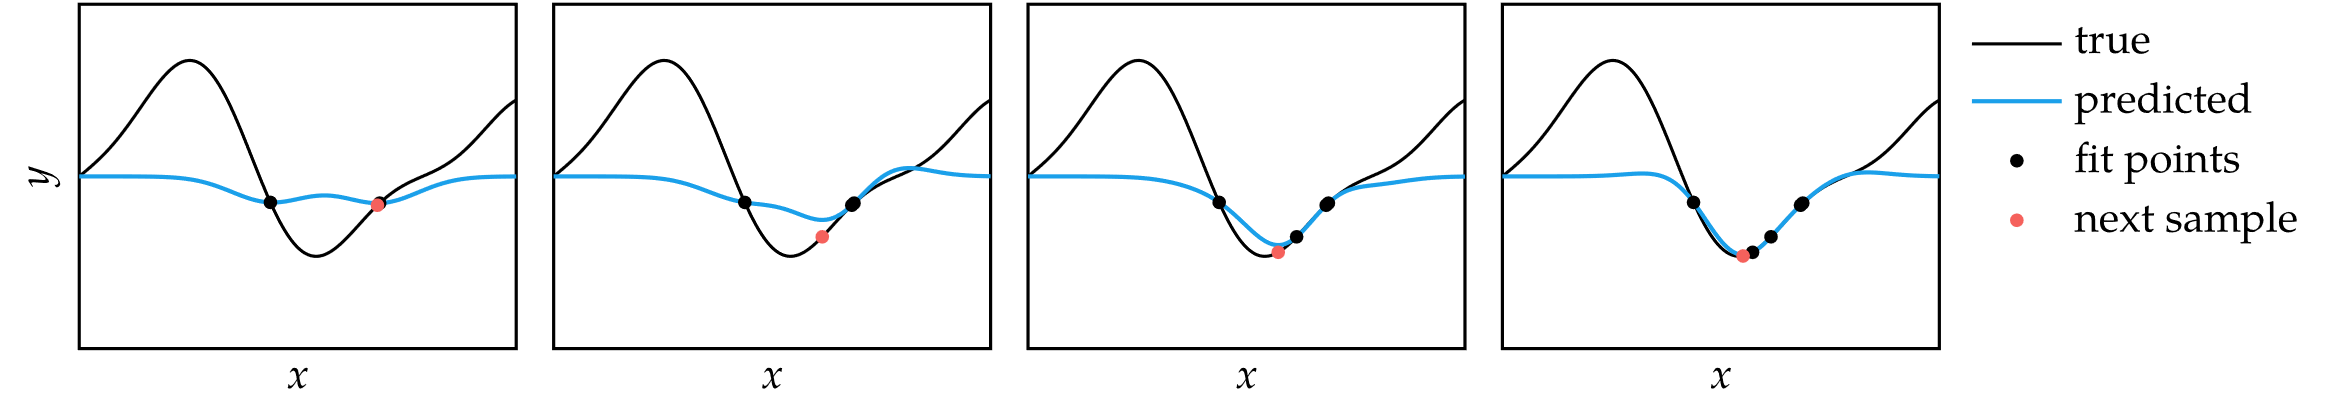 y
x
x
x
x
true
predicted
fit points
next sample